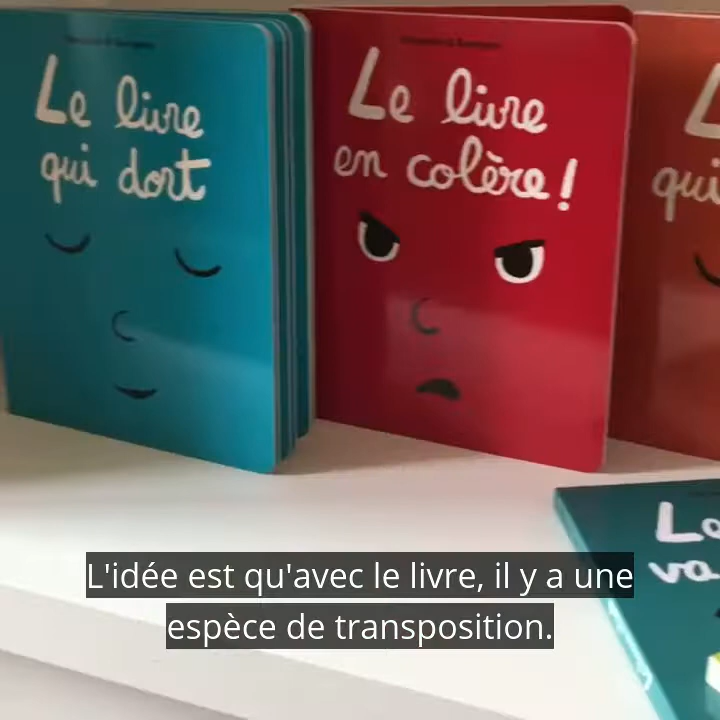 Le livre
qui dort
Le livre
en colère!
qui
L'idée est qu'avec le livre, il y a une
espèce de transposition.